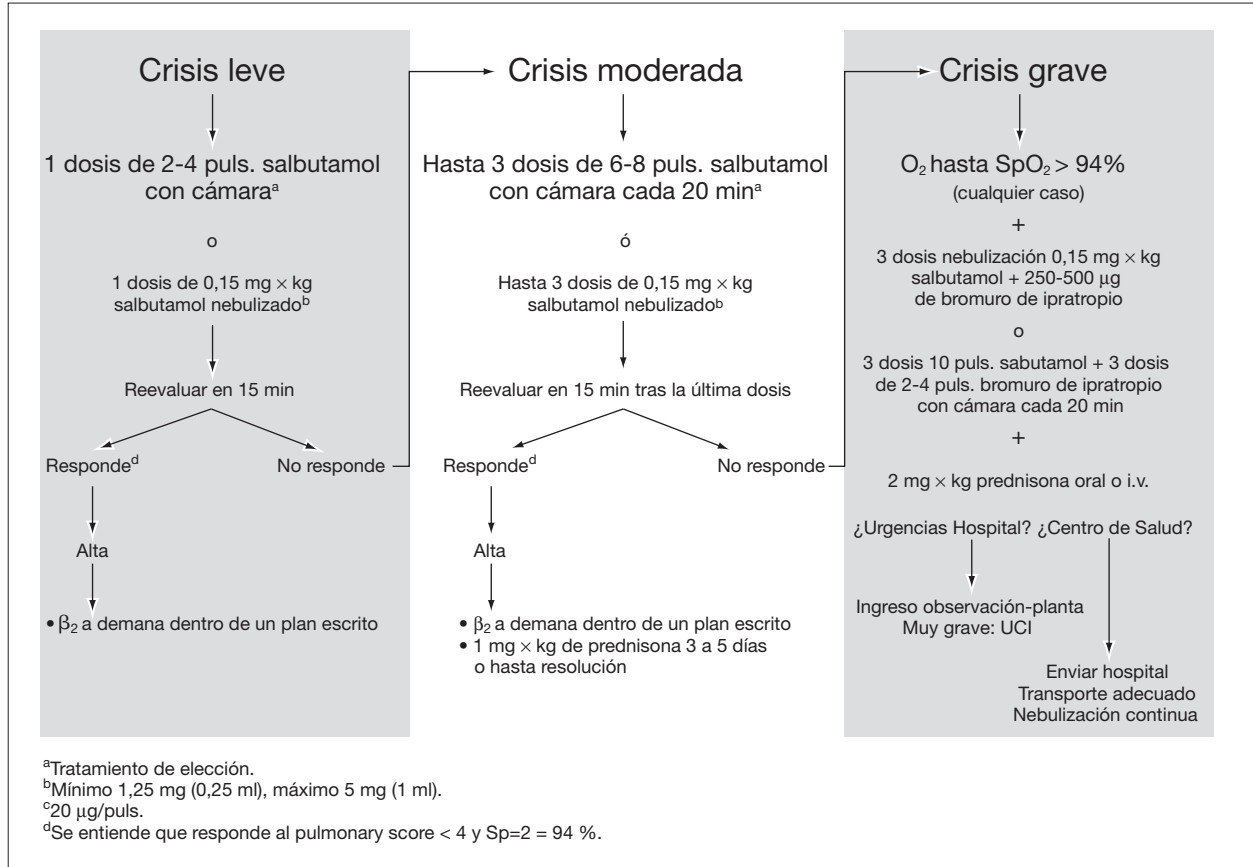 Crisis leve
1 dosis de 2-4 puls. salbutamol
con cámaraᵃ
o
1 dosis de 0,15 mg × kg
salbutamol nebulizadoᵇ
Reevaluar en 15 min
Respondeᵈ
No responde
Alta
• β₂ a demana dentro de un plan escrito
Crisis moderada
Hasta 3 dosis de 6-8 puls. salbutamol
con cámara cada 20 minᵃ
ó
Hasta 3 dosis de 0,15 mg × kg
salbutamol nebulizadoᵇ
Reevaluar en 15 min tras la última dosis
Respondeᵈ
No responde
Alta
• β₂ a demana dentro de un plan escrito
• 1 mg × kg de prednisona 3 a 5 días
o hasta resolución
Crisis grave
O₂ hasta SpO₂ > 94%
(cualquier caso)
+
3 dosis nebulización 0,15 mg × kg
salbutamol + 250-500 μg
de bromuro de ipratropio
o
3 dosis 10 puls. sabutamol + 3 dosis
de 2-4 puls. bromuro de ipratropio
con cámara cada 20 min
+
2 mg × kg prednisona oral o i.v.
¿Urgencias Hospital? ¿Centro de Salud?
Ingreso observación-planta
Muy grave: UCI
Enviar hospital
Transporte adecuado
Nebulización continua
ᵃTratamiento de elección.
ᵇMínimo 1,25 mg (0,25 ml), máximo 5 mg (1 ml).
ᶜ20 μg/puls.
ᵈSe entiende que responde al pulmonary score < 4 y Sp=2 = 94 %.